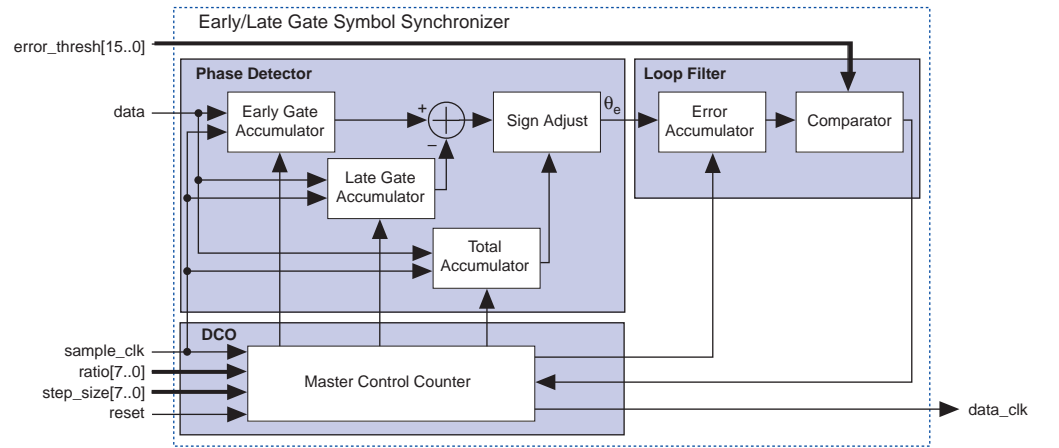 Early/Late Gate Symbol Synchronizer
error_thresh[15..0]
Phase Detector
Loop Filter
data
Early Gate
Accumulator
+
−
Sign Adjust
θe
Error
Accumulator
Comparator
Late Gate
Accumulator
Total
Accumulator
DCO
sample_clk
ratio[7..0]
step_size[7..0]
reset
Master Control Counter
data_clk